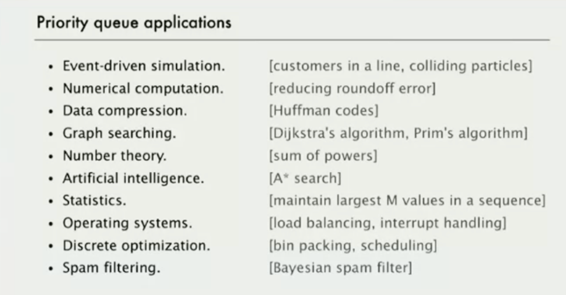 Priority queue applications
• Event-driven simulation. [customers in a line, colliding particles]
• Numerical computation. [reducing roundoff error]
• Data compression. [Huffman codes]
• Graph searching. [Dijkstra's algorithm, Prim's algorithm]
• Number theory. [sum of powers]
• Artificial intelligence. [A* search]
• Statistics. [maintain largest M values in a sequence]
• Operating systems. [load balancing, interrupt handling]
• Discrete optimization. [bin packing, scheduling]
• Spam filtering. [Bayesian spam filter]